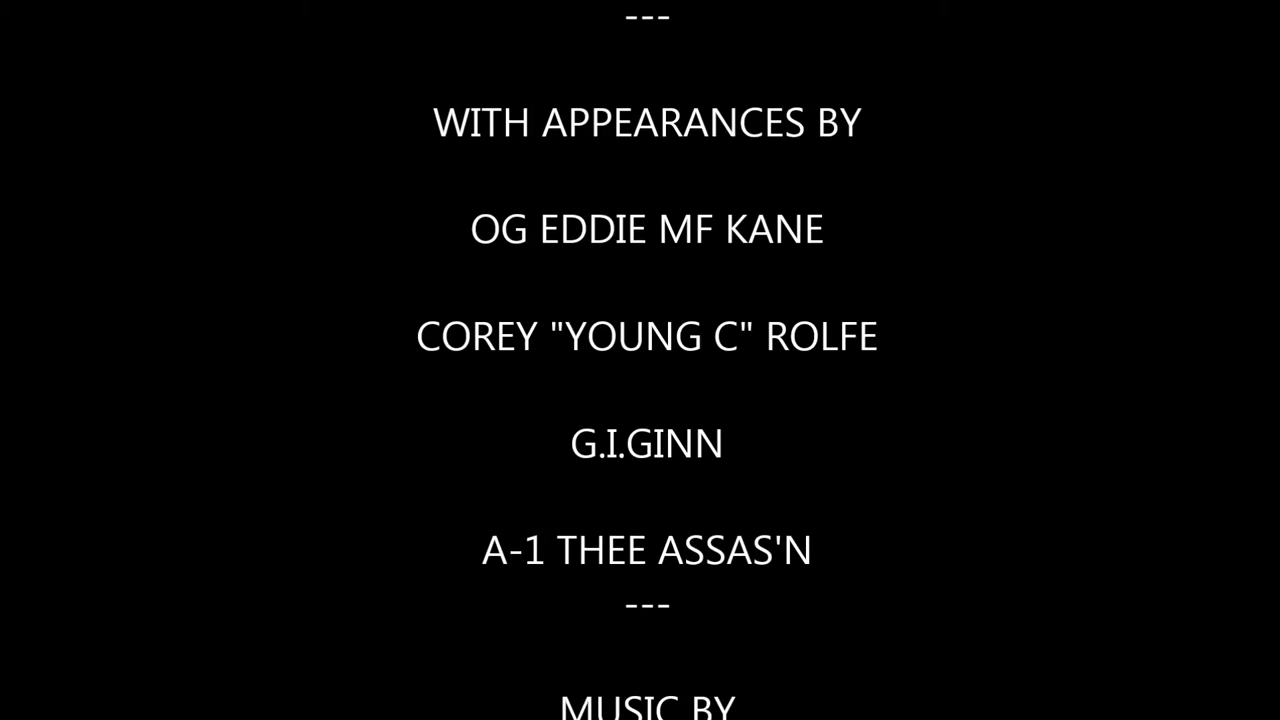 ---
WITH APPEARANCES BY
OG EDDIE MF KANE
COREY "YOUNG C" ROLFE
G.I.GINN
A-1 THEE ASSAS'N
---
MUSIC BY